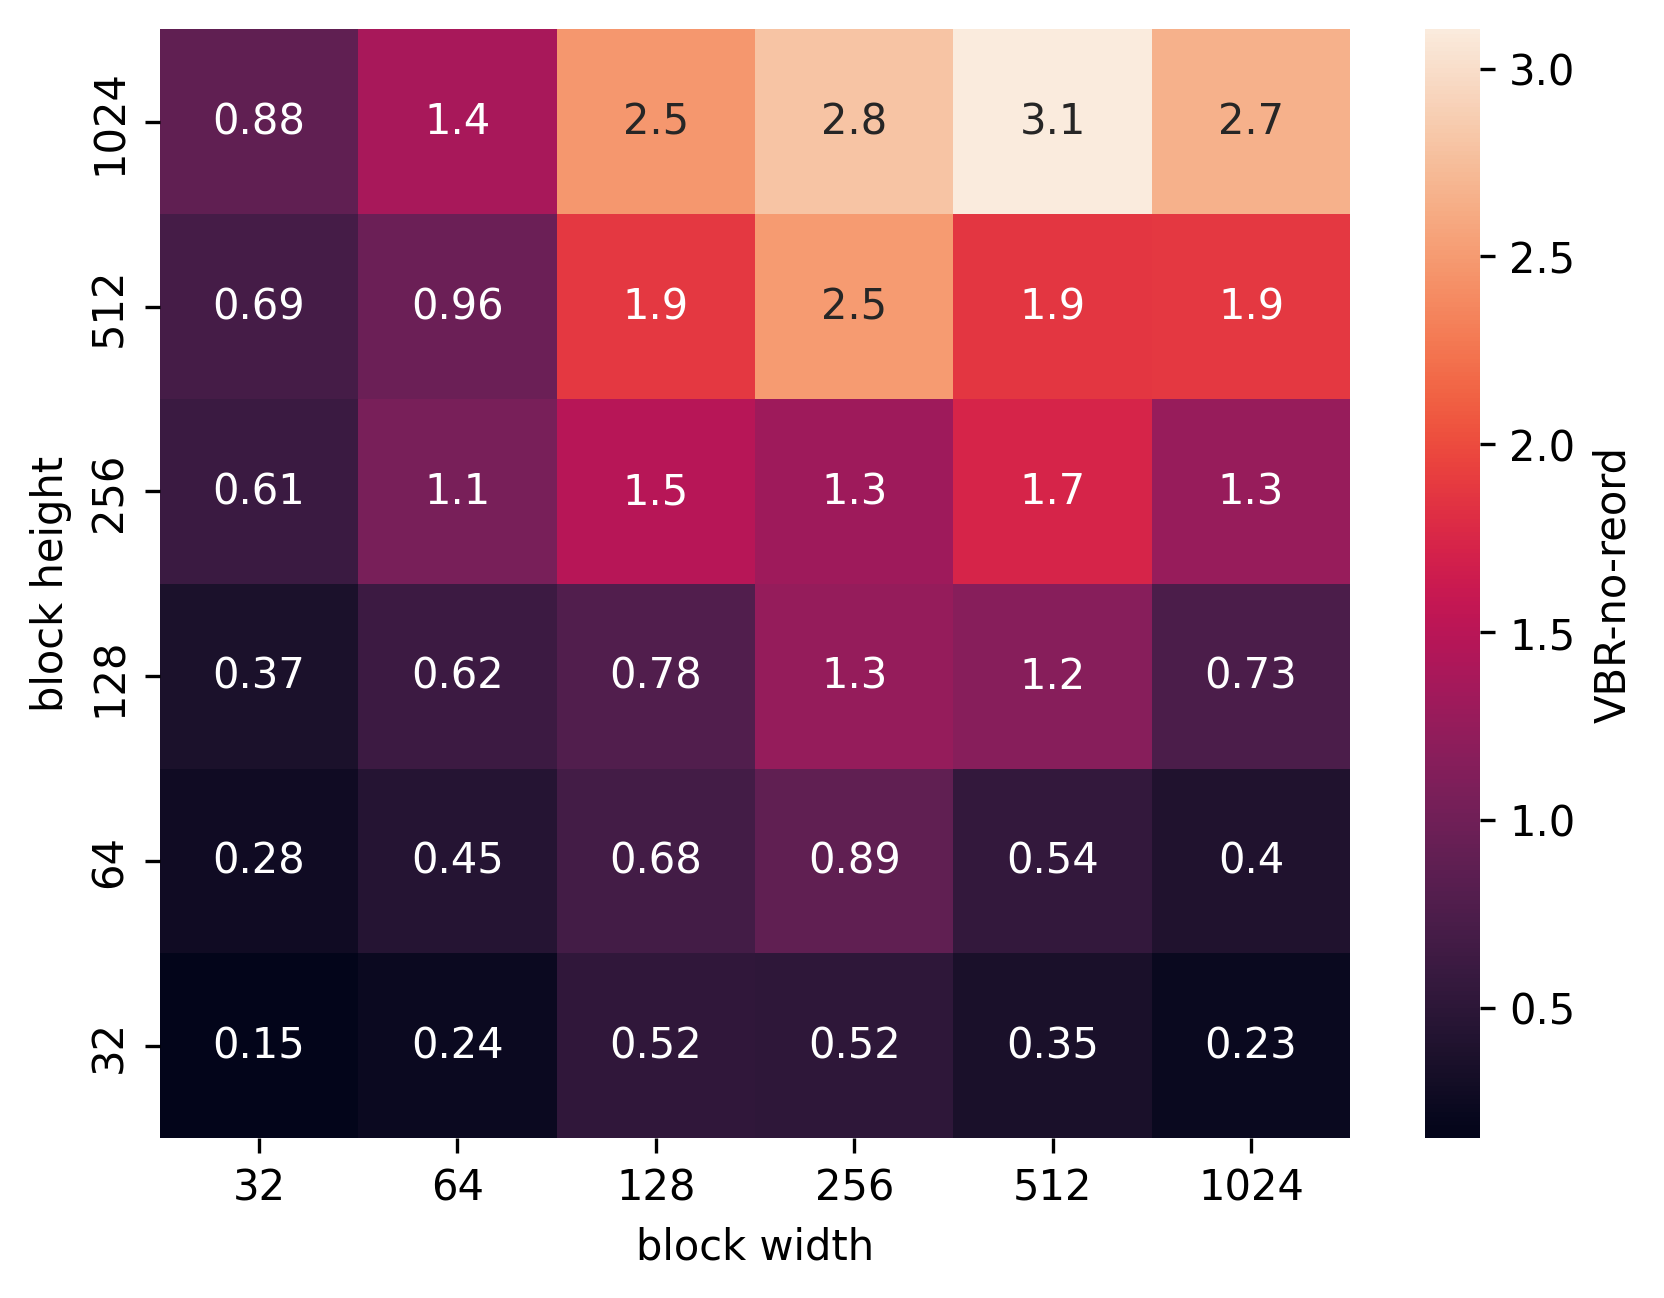 1024 0.88 1.4 2.5 2.8 3.1 2.7
512 0.69 0.96 1.9 2.5 1.9 1.9
256 0.61 1.1 1.5 1.3 1.7 1.3
128 0.37 0.62 0.78 1.3 1.2 0.73
64 0.28 0.45 0.68 0.89 0.54 0.4
32 0.15 0.24 0.52 0.52 0.35 0.23
32 64 128 256 512 1024
block width
block height
3.0
2.5
2.0
1.5
1.0
0.5
VBR-no-reord